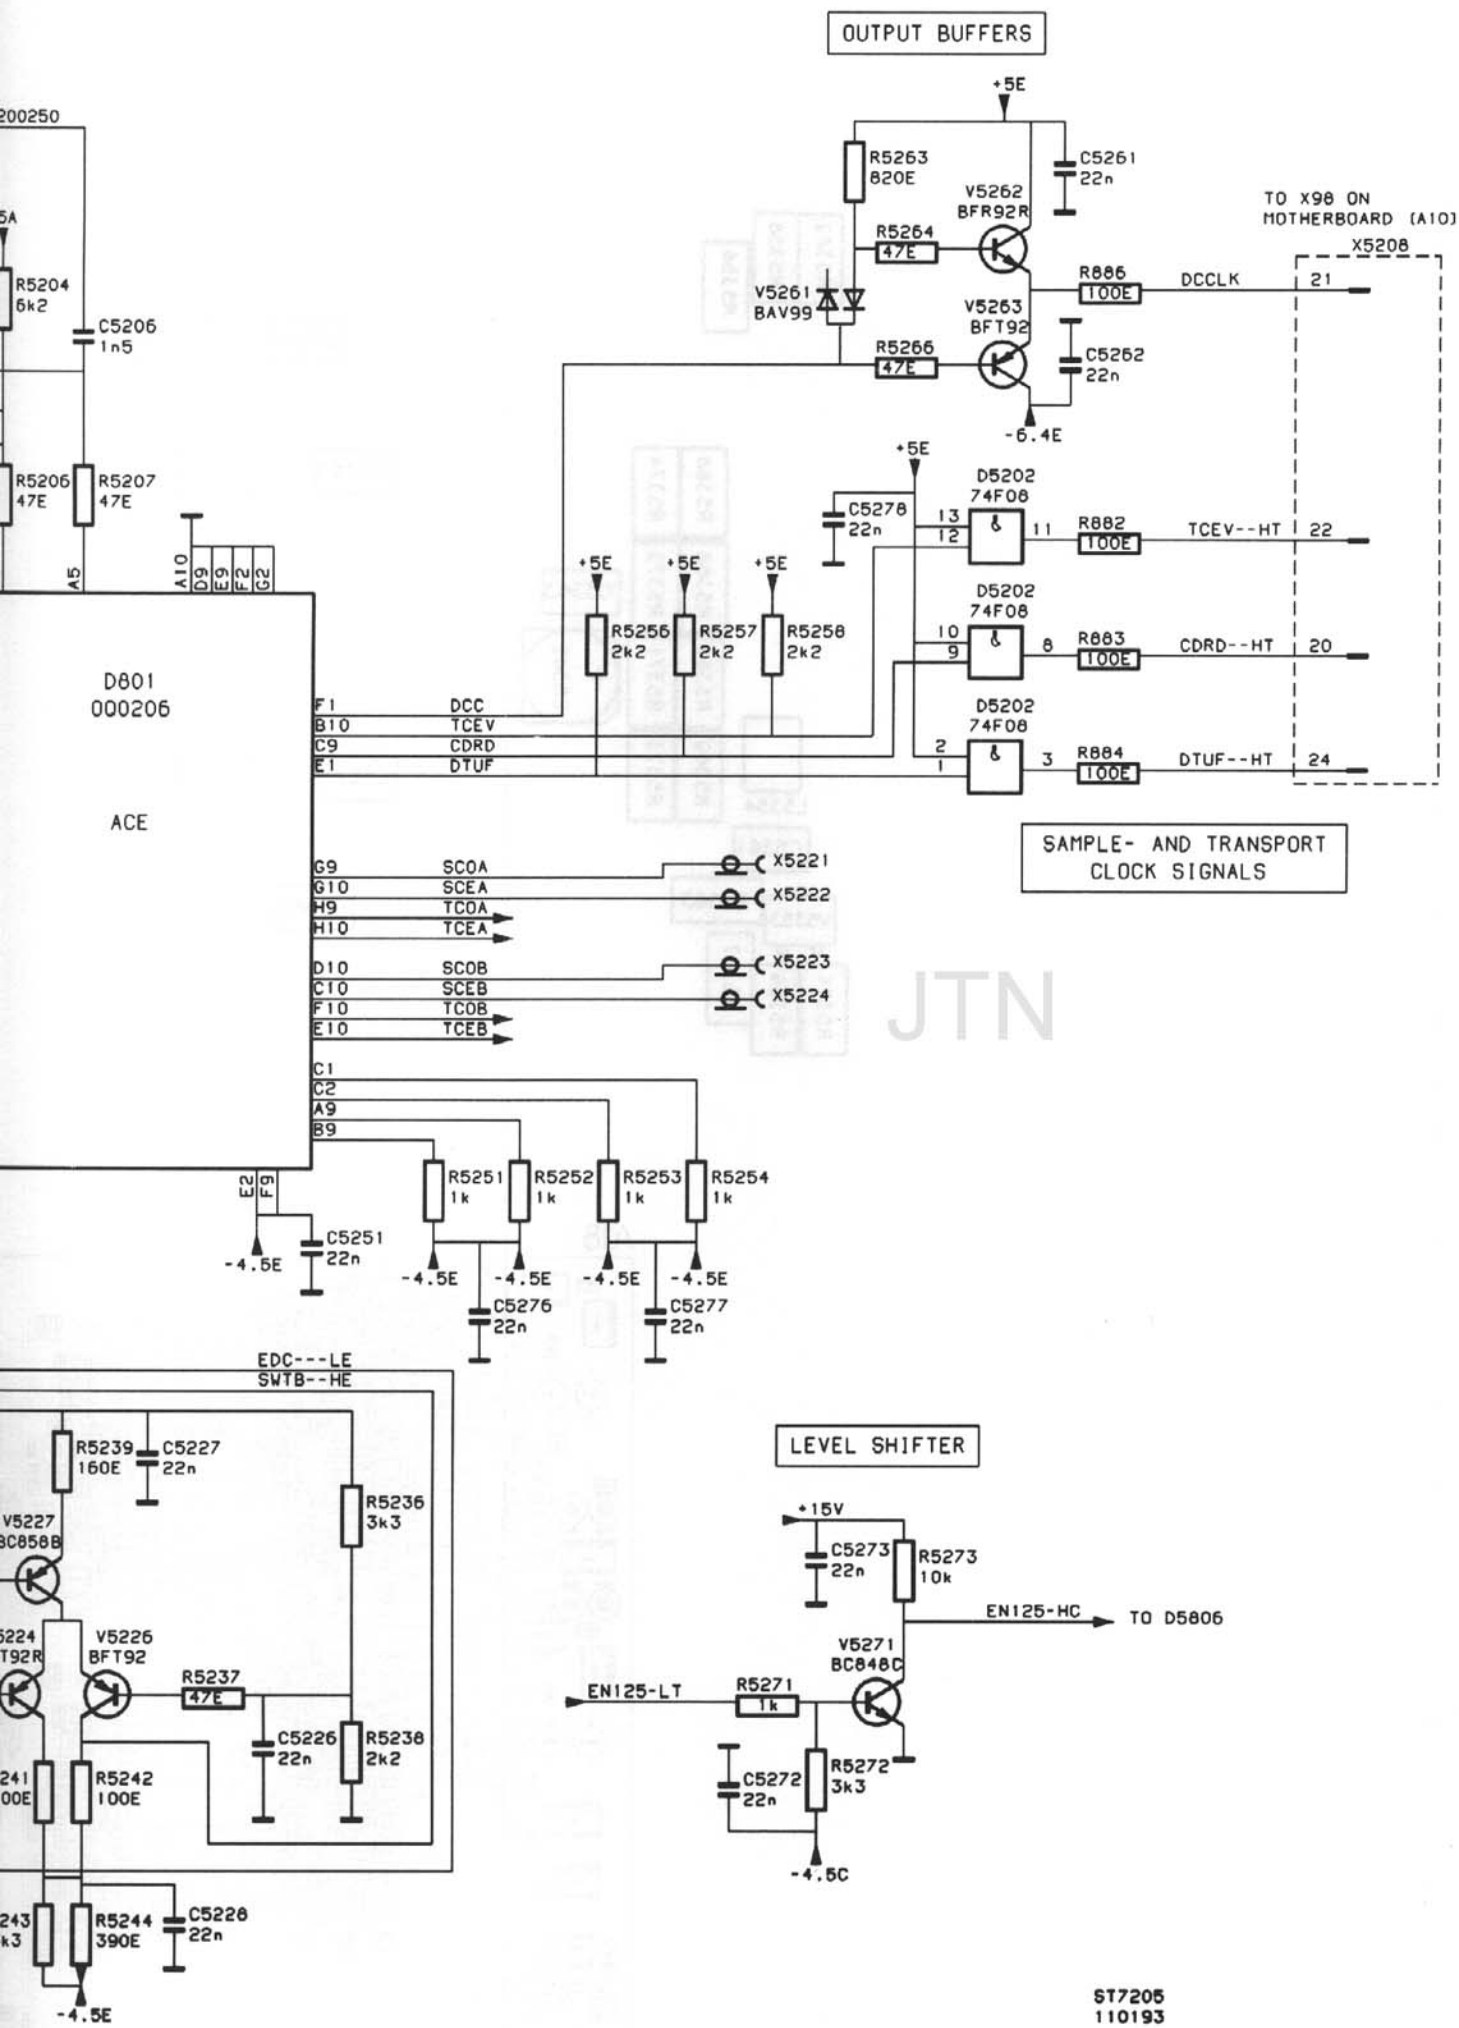 OUTPUT BUFFERS
+5E
200250
R5263
820E
C5261
22n
V5262
BFR92R
TO X98 ON
MOTHERBOARD (A10)
X5208
5A
R5264
47E
R5204
6k2
V5261
BAV99
R886
100E
DCCLK
21
V5263
BFT92
C5206
1n5
R5266
47E
C5262
22n
-6.4E
+5E
R5206
47E
R5207
47E
D5202
74F08
C5278
22n
13
12
11
R882
100E
TCEV--HT
22
A5
A10
D9
E9
F2
G2
+5E
+5E
+5E
D5202
74F08
R5256
2k2
R5257
2k2
R5258
2k2
10
9
8
R883
100E
CDRD--HT
20
D801
000206
F1
DCC
B10
TCEV
C9
CDRD
E1
DTUF
D5202
74F08
2
1
3
R884
100E
DTUF--HT
24
ACE
SAMPLE- AND TRANSPORT
CLOCK SIGNALS
G9
SCOA
X5221
G10
SCEA
X5222
H9
TCOA
H10
TCEA
D10
SCOB
X5223
C10
SCEB
X5224
F10
TCOB
E10
TCEB
JTN
C1
C2
A9
B9
E2
F9
R5251
1k
R5252
1k
R5253
1k
R5254
1k
C5251
22n
-4.5E
-4.5E
-4.5E
-4.5E
-4.5E
C5276
22n
C5277
22n
EDC---LE
SWTB--HE
R5239
160E
C5227
22n
R5236
3k3
LEVEL SHIFTER
+15V
V5227
BC858B
C5273
22n
R5273
10k
EN125-HC
TO D5806
5224
T92R
V5226
BFT92
V5271
BC848C
R5237
47E
EN125-LT
R5271
1k
C5226
22n
R5238
2k2
241
00E
R5242
100E
C5272
22n
R5272
3k3
-4.5C
243
k3
R5244
390E
C5228
22n
-4.5E
ST7205
110193